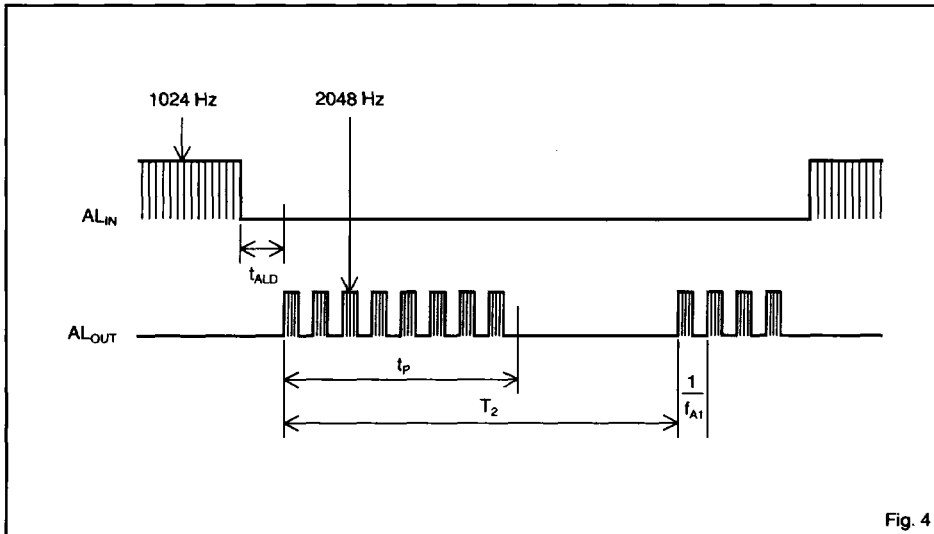 1024 Hz 2048 Hz
AL_IN
t_ALD
AL_OUT
t_P
1
f_A1
T_2
Fig. 4